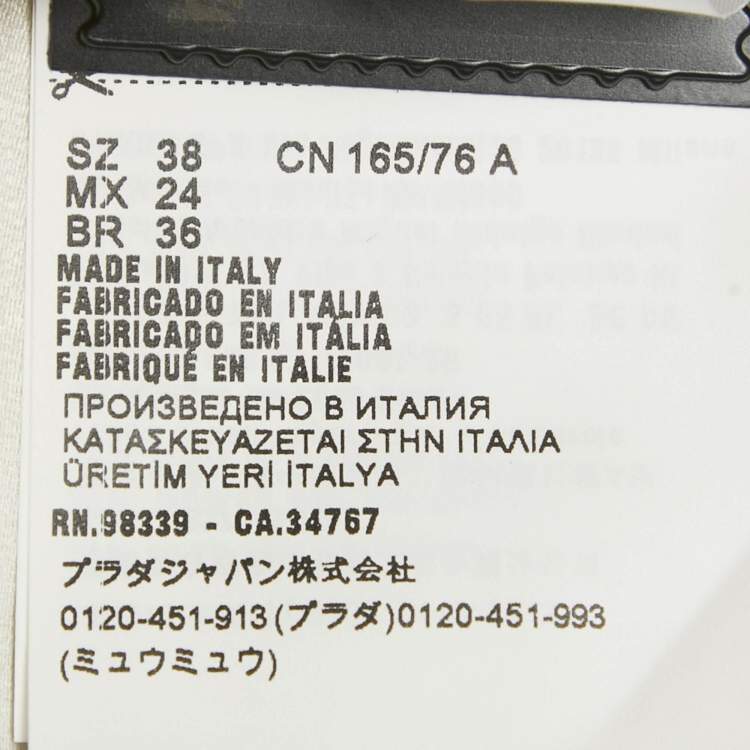 SZ 38 CN 165/76 A
MX 24
BR 36
MADE IN ITALY
FABRICADO EN ITALIA
FABRICADO EM ITÁLIA
FABRIQUÉ EN ITALIE
ПРОИЗВЕДЕНО В ИТАЛИЯ
ΚΑΤΑΣΚΕΥΑΖΕΤΑΙ ΣΤΗΝ ΙΤΑΛΙΑ
ÜRETİM YERİ İTALYA
RN.98339 - CA.34767
プラダジャパン株式会社
0120-451-913(プラダ)0120-451-993
(ミュウミュウ)